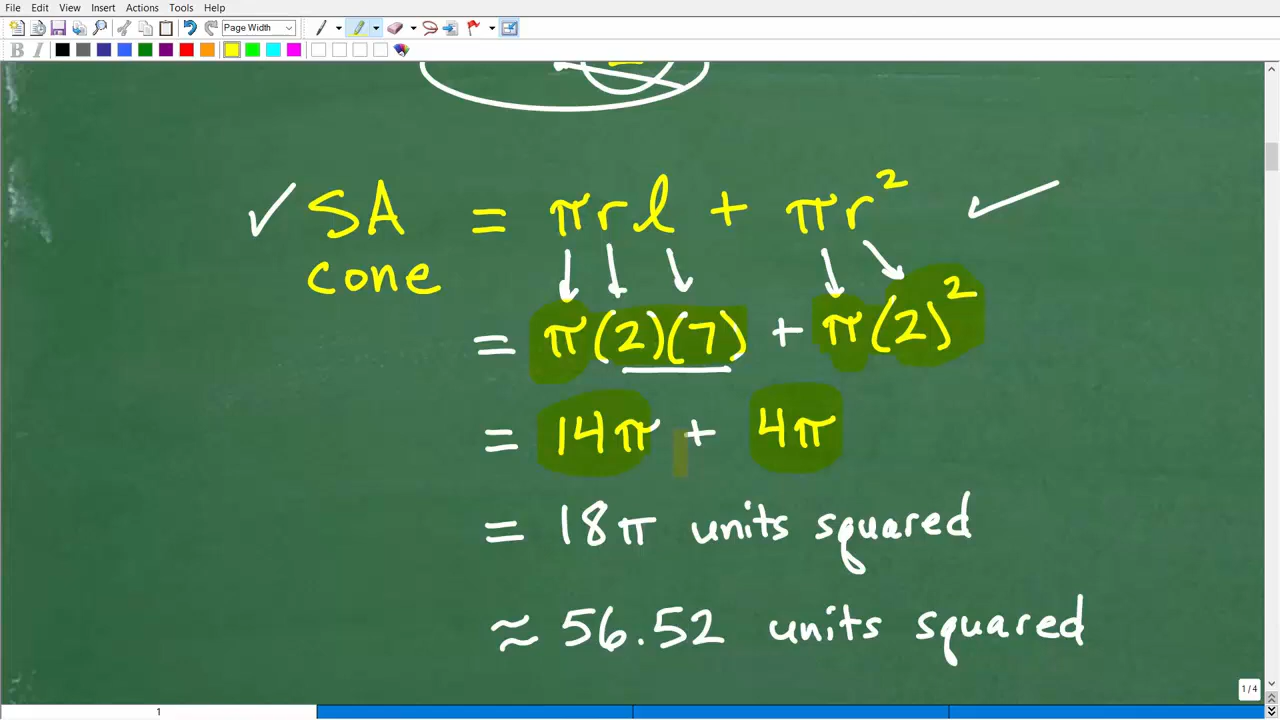 File Edit View Insert Actions Tools Help
Page Width
B I
SA = πrl + πr²
cone
= π(2)(7) + π(2)²
= 14π + 4π
= 18π units squared
≈ 56.52 units squared
1/4
1